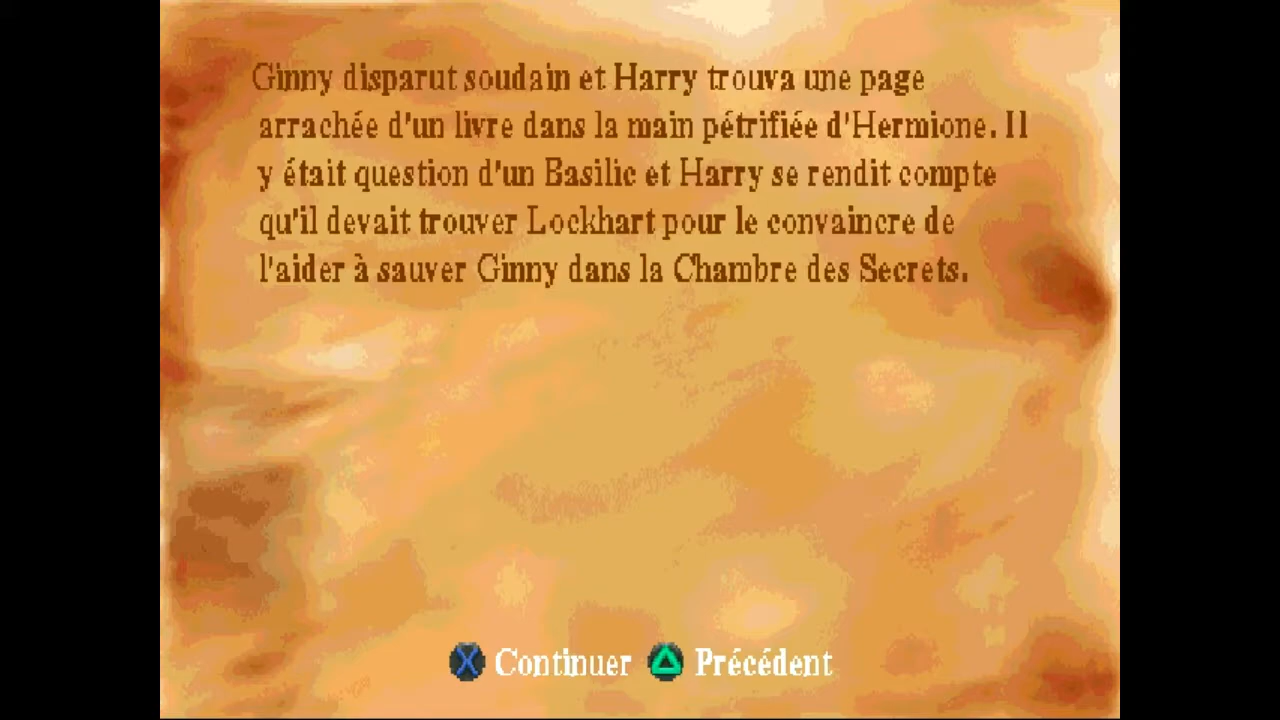 Ginny disparut soudain et Harry trouva une page
arrachée d'un livre dans la main pétrifiée d'Hermione. Il
y était question d'un Basilic et Harry se rendit compte
qu'il devait trouver Lockhart pour le convaincre de
l'aider à sauver Ginny dans la Chambre des Secrets.
X Continuer Précédent